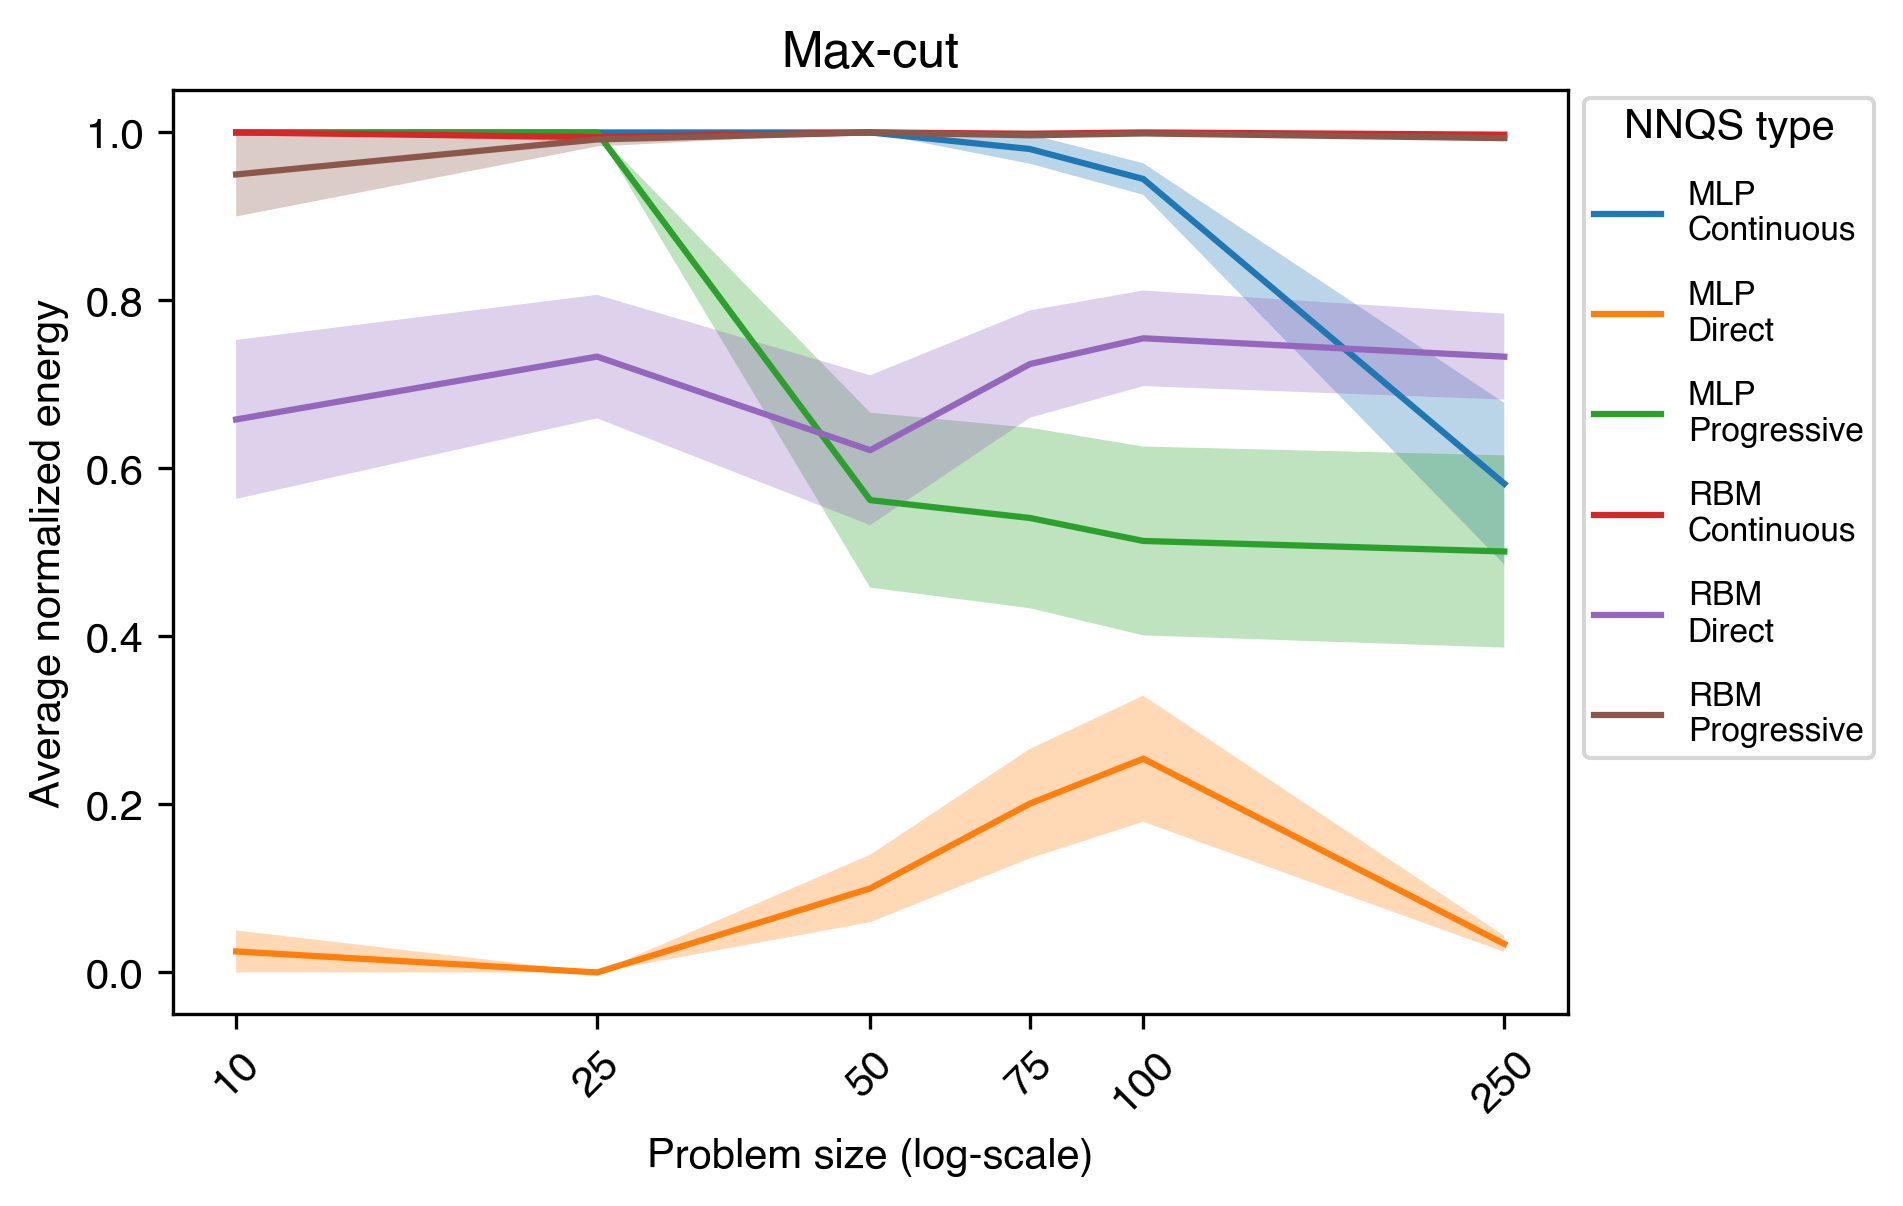 Max-cut
Average normalized energy
1.0
0.8
0.6
0.4
0.2
0.0
10
25
50
75
100
250
Problem size (log-scale)
NNQS type
MLP
Continuous
MLP
Direct
MLP
Progressive
RBM
Continuous
RBM
Direct
RBM
Progressive